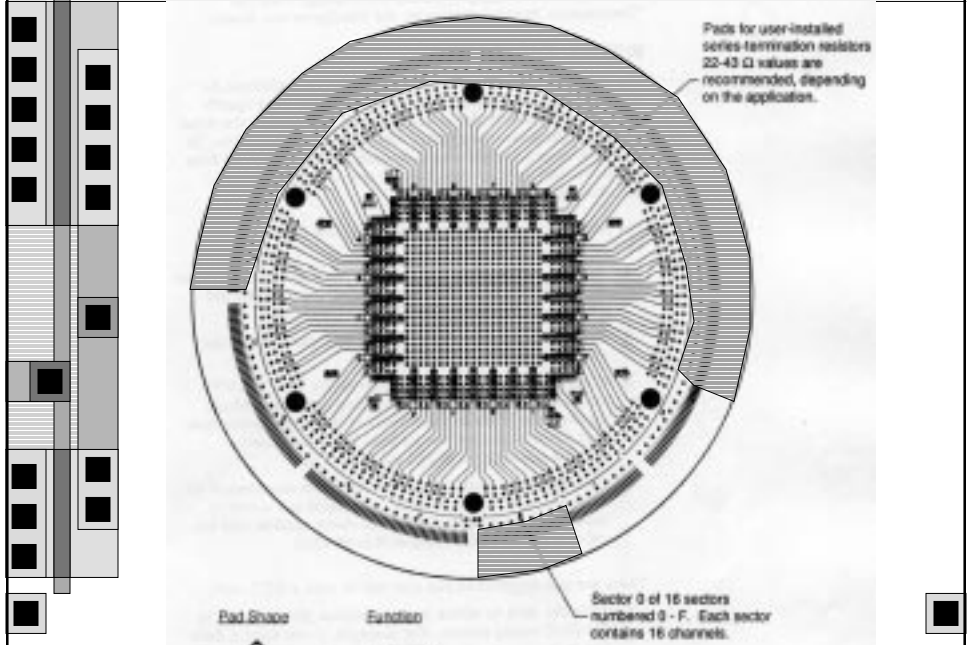 Pads for user-installed
series-termination resistors
22-43 Ω values are
recommended, depending
on the application.
Sector 0 of 16 sectors
numbered 0 - F. Each sector
contains 16 channels.
Pad Shape Function